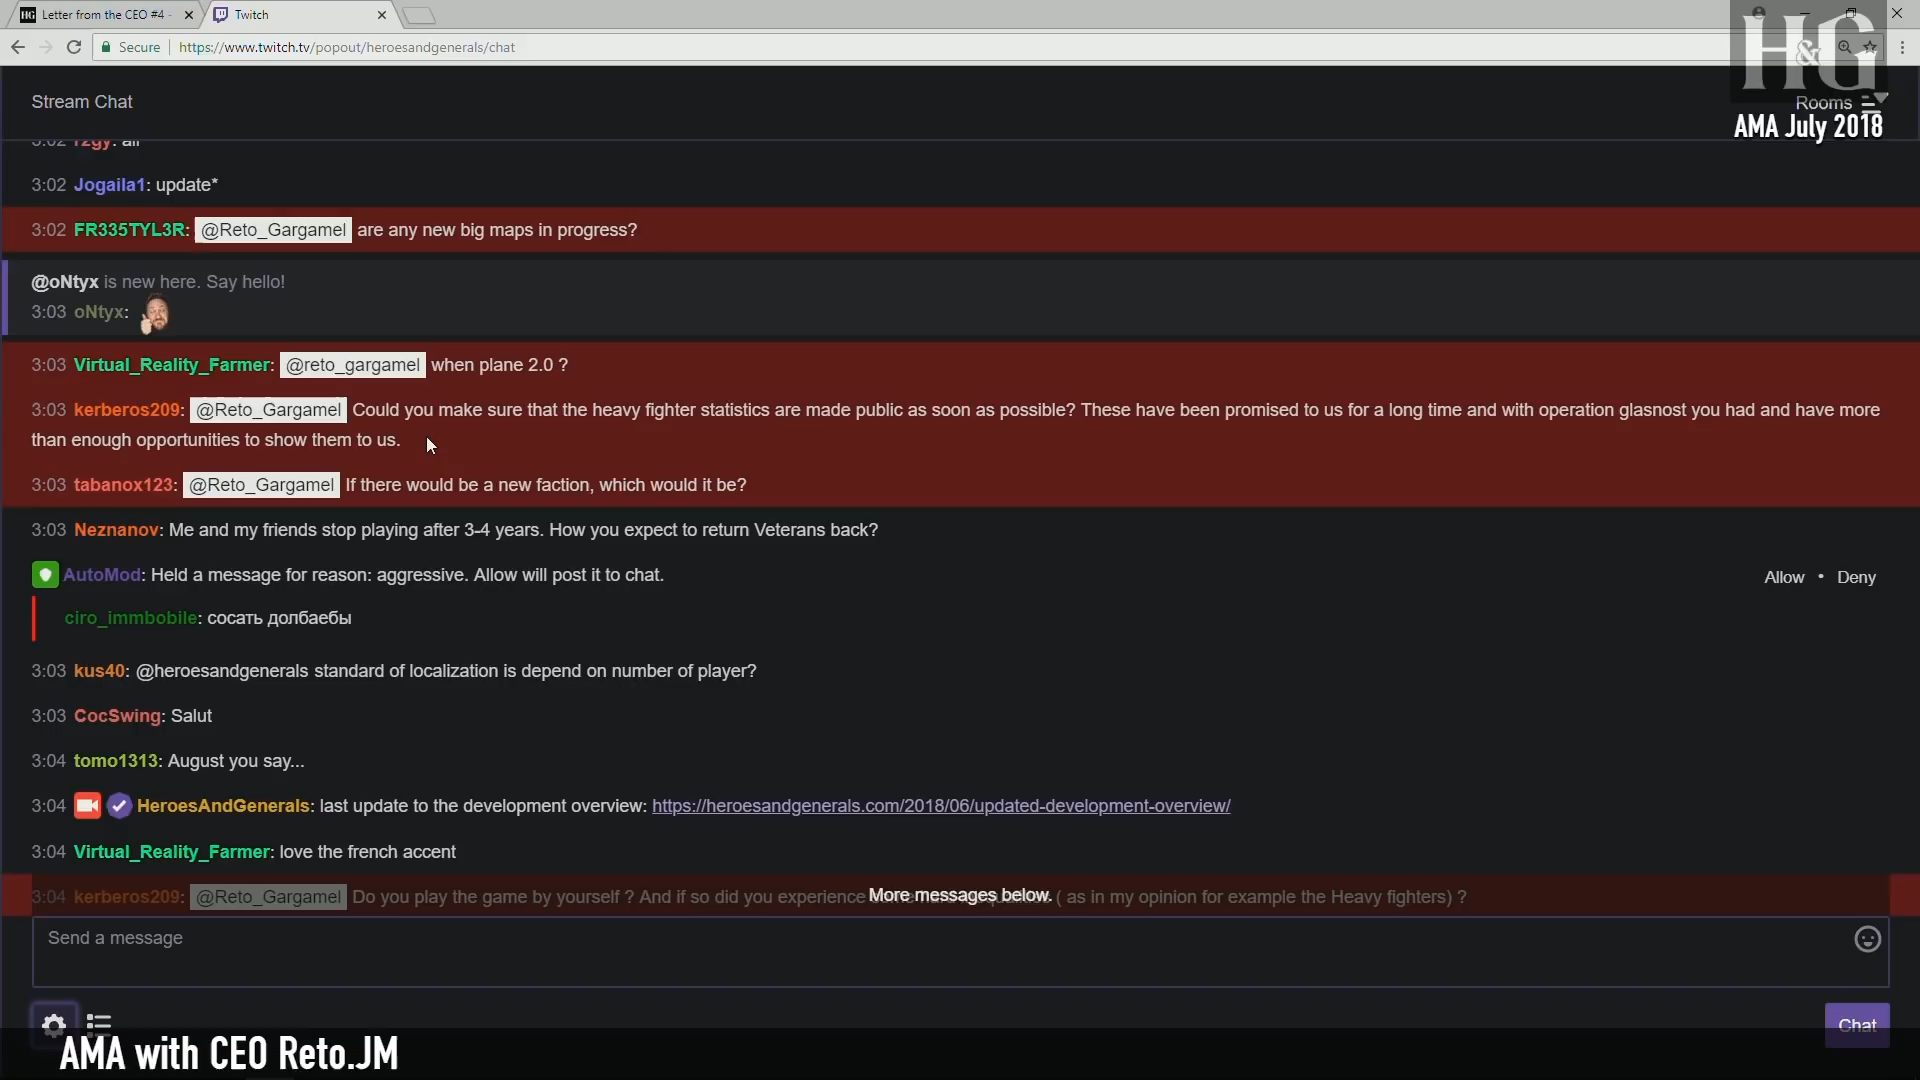 HG Letter from the CEO #4 -
Twitch
Secure
https://www.twitch.tv/popout/heroesandgenerals/chat
H&G
Stream Chat
Rooms
AMA July 2018
3:02 rzgy: all
3:02 Jogaila1: update*
3:02 FR335TYL3R: @Reto_Gargamel are any new big maps in progress?
@oNtyx is new here. Say hello!
3:03 oNtyx:
3:03 Virtual_Reality_Farmer: @reto_gargamel when plane 2.0 ?
3:03 kerberos209: @Reto_Gargamel Could you make sure that the heavy fighter statistics are made public as soon as possible? These have been promised to us for a long time and with operation glasnost you had and have more
than enough opportunities to show them to us.
3:03 tabanox123: @Reto_Gargamel If there would be a new faction, which would it be?
3:03 Neznanov: Me and my friends stop playing after 3-4 years. How you expect to return Veterans back?
AutoMod: Held a message for reason: aggressive. Allow will post it to chat.
Allow • Deny
ciro_immbobile: сосать долбаебы
3:03 kus40: @heroesandgenerals standard of localization is depend on number of player?
3:03 CocSwing: Salut
3:04 tomo1313: August you say...
3:04 HeroesAndGenerals: last update to the development overview: https://heroesandgenerals.com/2018/06/updated-development-overview/
3:04 Virtual_Reality_Farmer: love the french accent
3:04 kerberos209: @Reto_Gargamel Do you play the game by yourself ? And if so did you experience ( as in my opinion for example the Heavy fighters) ?
More messages below.
Send a message
Chat
AMA with CEO Reto.JM